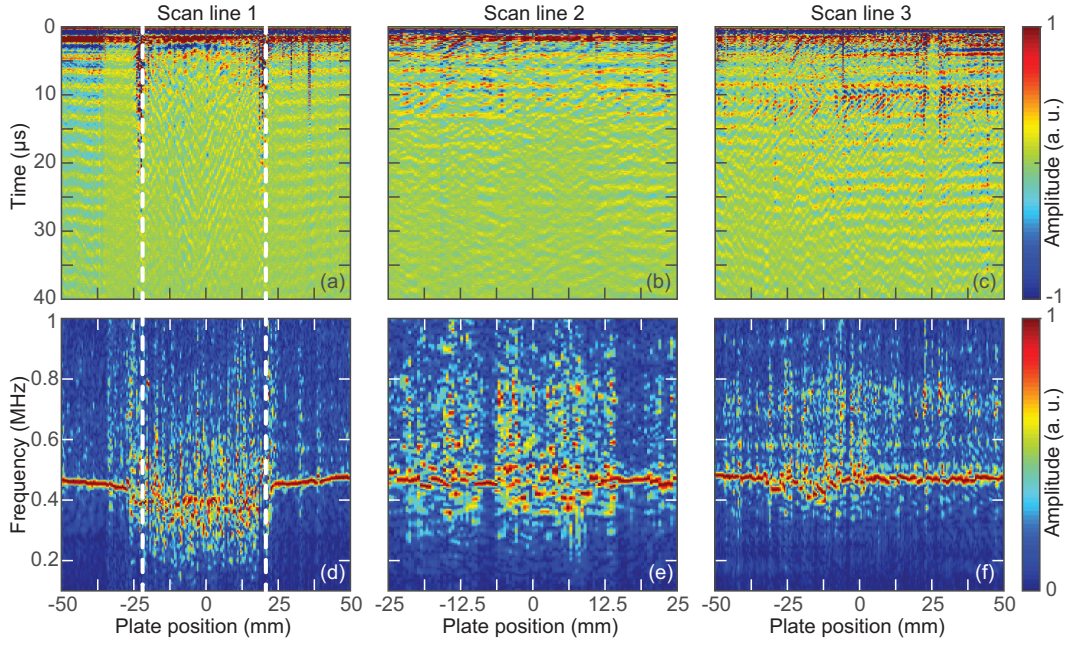 Scan line 1
Scan line 2
Scan line 3
0
10
20
30
40
Time (µs)
(a)
(b)
(c)
1
Amplitude (a. u.)
-1
1
0.8
0.6
0.4
0.2
Frequency (MHz)
(d)
(e)
(f)
1
Amplitude (a. u.)
0
-50 -25 0 25 50
-25 -12.5 0 12.5 25
-50 -25 0 25 50
Plate position (mm)
Plate position (mm)
Plate position (mm)